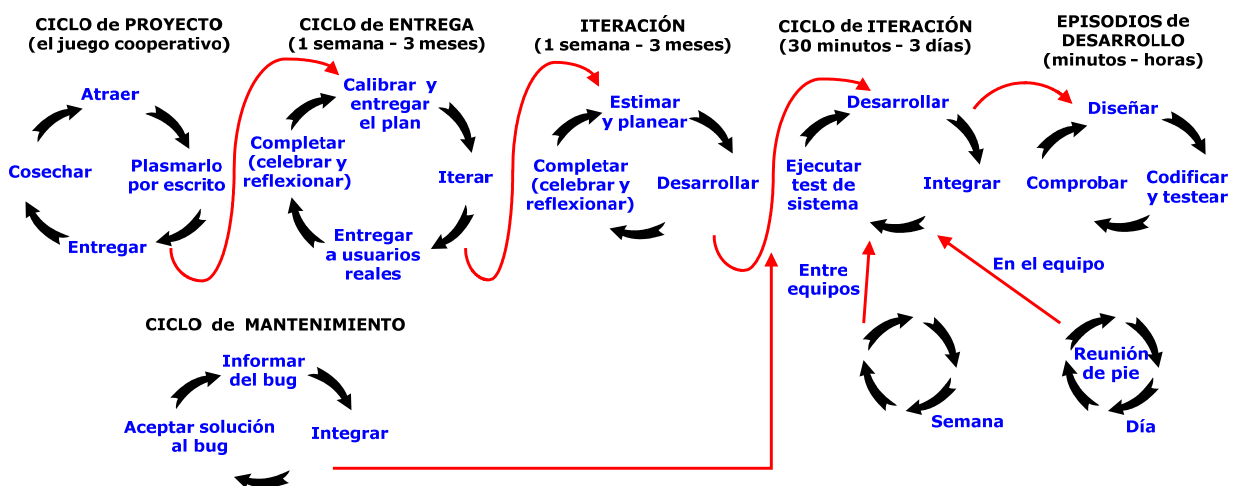 CICLO de PROYECTO
(el juego cooperativo)
Atraer
Cosechar
Plasmarlo
por escrito
Entregar
CICLO de ENTREGA
(1 semana - 3 meses)
Calibrar y
entregar
el plan
Completar
(celebrar y
reflexionar)
Iterar
Entregar
a usuarios
reales
ITERACIÓN
(1 semana - 3 meses)
Estimar
y planear
Completar
(celebrar y
reflexionar)
Desarrollar
CICLO de ITERACIÓN
(30 minutos - 3 días)
Desarrollar
Ejecutar
test de
sistema
Integrar
EPISODIOS de
DESARROLLO
(minutos - horas)
Diseñar
Comprobar
Codificar
y testear
Entre
equipos
En el equipo
Semana
Reunión
de pie
Día
CICLO de MANTENIMIENTO
Informar
del bug
Aceptar solución
al bug
Integrar